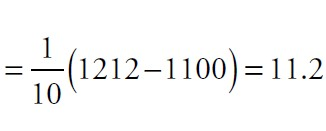 = 1/10 (1212−1100) = 11.2